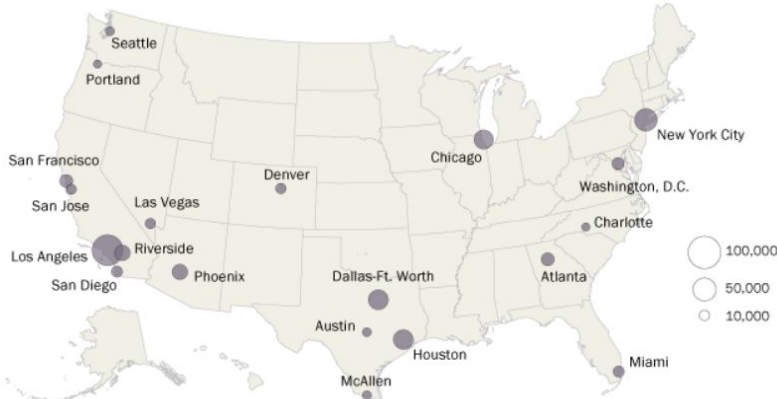 Seattle
Portland
San Francisco
San Jose
Las Vegas
Denver
Chicago
New York City
Washington, D.C.
Charlotte
Los Angeles
Riverside
San Diego
Phoenix
Dallas-Ft. Worth
Atlanta
Austin
Houston
McAllen
Miami
100,000
50,000
10,000